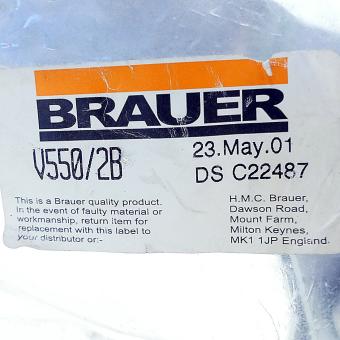 BRAUER
V550/2B
23.May.01
DS C22487
This is a Brauer quality product.
In the event of faulty material or
workmanship, return item for
replacement with this label to
your distributor or:-
H.M.C. Brauer,
Dawson Road,
Mount Farm,
Milton Keynes,
MK1 1JP England.